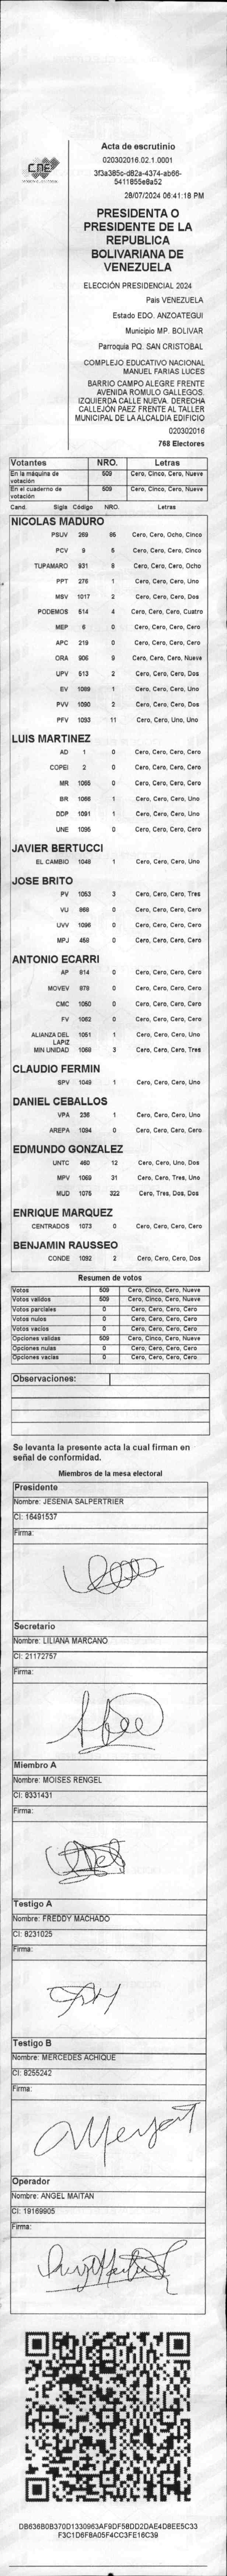 CNE
Acta de escrutinio
020302016.02.1.0001
3f3a385c-d82a-4374-ab66-
5411855e8a52
28/07/2024 06:41:18 PM
PRESIDENTA O
PRESIDENTE DE LA
REPUBLICA
BOLIVARIANA DE
VENEZUELA
ELECCIÓN PRESIDENCIAL 2024
Pais VENEZUELA
Estado EDO. ANZOATEGUI
Municipio MP. BOLIVAR
Parroquia PQ. SAN CRISTOBAL
COMPLEJO EDUCATIVO NACIONAL
MANUEL FARIAS LUCES
BARRIO CAMPO ALEGRE FRENTE
AVENIDA ROMULO GALLEGOS.
IZQUIERDA CALLE NUEVA. DERECHA
CALLEJÓN PAEZ FRENTE AL TALLER
MUNICIPAL DE LA ALCALDIA EDIFICIO
020302016
768 Electores
Votantes NRO. Letras
En la máquina de votación 509 Cero, Cinco, Cero, Nueve
En el cuaderno de votación 509 Cero, Cinco, Cero, Nueve
Cand. Sigla Código NRO. Letras
NICOLAS MADURO
PSUV 269 85 Cero, Cero, Ocho, Cinco
PCV 9 5 Cero, Cero, Cero, Cinco
TUPAMARO 931 8 Cero, Cero, Cero, Ocho
PPT 276 1 Cero, Cero, Cero, Uno
MSV 1017 2 Cero, Cero, Cero, Dos
PODEMOS 514 4 Cero, Cero, Cero, Cuatro
MEP 6 0 Cero, Cero, Cero, Cero
APC 219 0 Cero, Cero, Cero, Cero
ORA 906 9 Cero, Cero, Cero, Nueve
UPV 513 2 Cero, Cero, Cero, Dos
EV 1089 1 Cero, Cero, Cero, Uno
PVV 1090 2 Cero, Cero, Cero, Dos
PFV 1093 11 Cero, Cero, Uno, Uno
LUIS MARTINEZ
AD 1 0 Cero, Cero, Cero, Cero
COPEI 2 0 Cero, Cero, Cero, Cero
MR 1065 0 Cero, Cero, Cero, Cero
BR 1066 1 Cero, Cero, Cero, Uno
DDP 1091 1 Cero, Cero, Cero, Uno
UNE 1095 0 Cero, Cero, Cero, Cero
JAVIER BERTUCCI
EL CAMBIO 1048 1 Cero, Cero, Cero, Uno
JOSE BRITO
PV 1053 3 Cero, Cero, Cero, Tres
VU 868 0 Cero, Cero, Cero, Cero
UVV 1096 0 Cero, Cero, Cero, Cero
MPJ 458 0 Cero, Cero, Cero, Cero
ANTONIO ECARRI
AP 814 0 Cero, Cero, Cero, Cero
MOVEV 979 0 Cero, Cero, Cero, Cero
CMC 1050 0 Cero, Cero, Cero, Cero
FV 1062 0 Cero, Cero, Cero, Cero
ALIANZA DEL LAPIZ 1051 1 Cero, Cero, Cero, Uno
MIN UNIDAD 1068 3 Cero, Cero, Cero, Tres
CLAUDIO FERMIN
SPV 1049 1 Cero, Cero, Cero, Uno
DANIEL CEBALLOS
VPA 236 1 Cero, Cero, Cero, Uno
AREPA 1094 0 Cero, Cero, Cero, Cero
EDMUNDO GONZALEZ
UNTC 460 12 Cero, Cero, Uno, Dos
MPV 1069 31 Cero, Cero, Tres, Uno
MUD 1075 322 Cero, Tres, Dos, Dos
ENRIQUE MARQUEZ
CENTRADOS 1073 0 Cero, Cero, Cero, Cero
BENJAMIN RAUSSEO
CONDE 1092 2 Cero, Cero, Cero, Dos
Resumen de votos
Votos 509 Cero, Cinco, Cero, Nueve
Votos validos 509 Cero, Cinco, Cero, Nueve
Votos parciales 0 Cero, Cero, Cero, Cero
Votos nulos 0 Cero, Cero, Cero, Cero
Votos vacios 0 Cero, Cero, Cero, Cero
Opciones validas 509 Cero, Cinco, Cero, Nueve
Opciones nulas 0 Cero, Cero, Cero, Cero
Opciones vacias 0 Cero, Cero, Cero, Cero
Observaciones:
Se levanta la presente acta la cual firman en
señal de conformidad.
Miembros de la mesa electoral
Presidente
Nombre: JESENIA SALPERTRIER
CI: 16491537
Firma:
Secretario
Nombre: LILIANA MARCANO
CI: 21172757
Firma:
Miembro A
Nombre: MOISES RENGEL
CI: 8331431
Firma:
Testigo A
Nombre: FREDDY MACHADO
CI: 8231025
Firma:
Testigo B
Nombre: MERCEDES ACHIQUE
CI: 8255242
Firma:
Operador
Nombre: ANGEL MAITAN
CI: 19169905
Firma:
DB636B0B370D1330963AF9DF58DD2DAE4D8EE5C33
F3C1D6F8A05F4CC3FE16C39